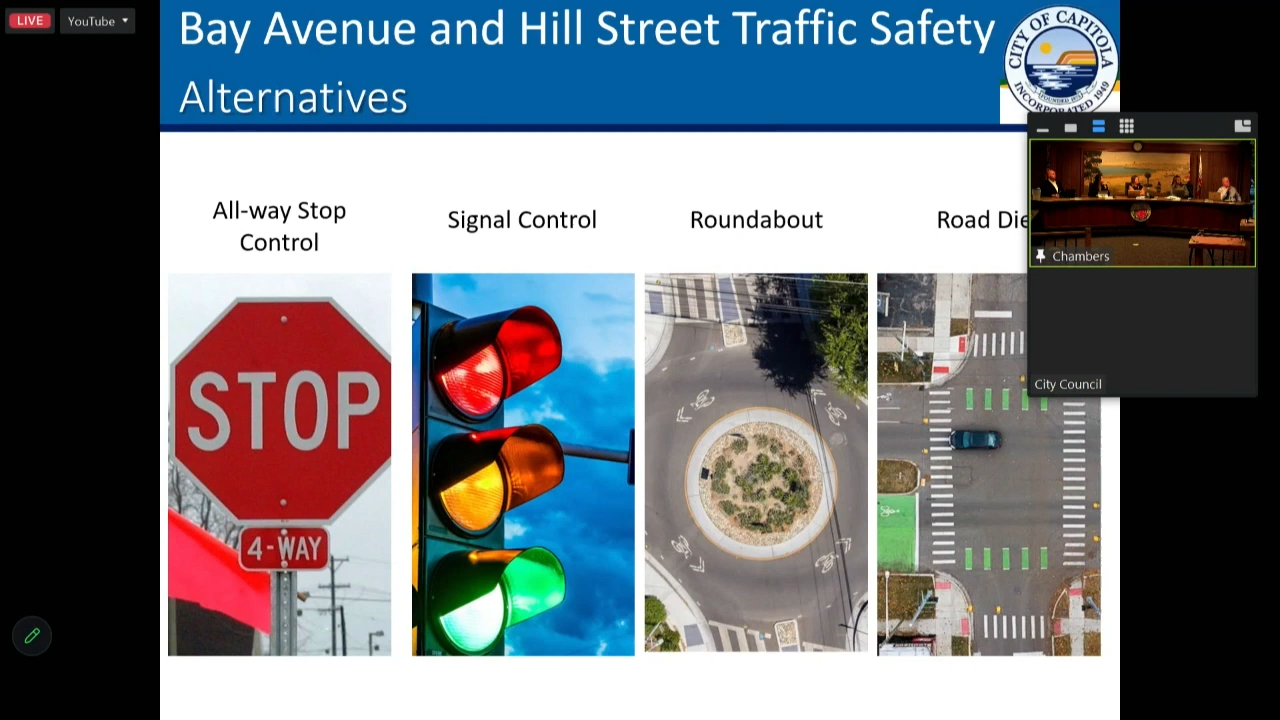 LIVE
YouTube
Bay Avenue and Hill Street Traffic Safety
Alternatives
CITY OF CAPITOLA
INCORPORATED 1949
All-way Stop
Control
Signal Control
Roundabout
Road Die
STOP
4-WAY
Chambers
City Council